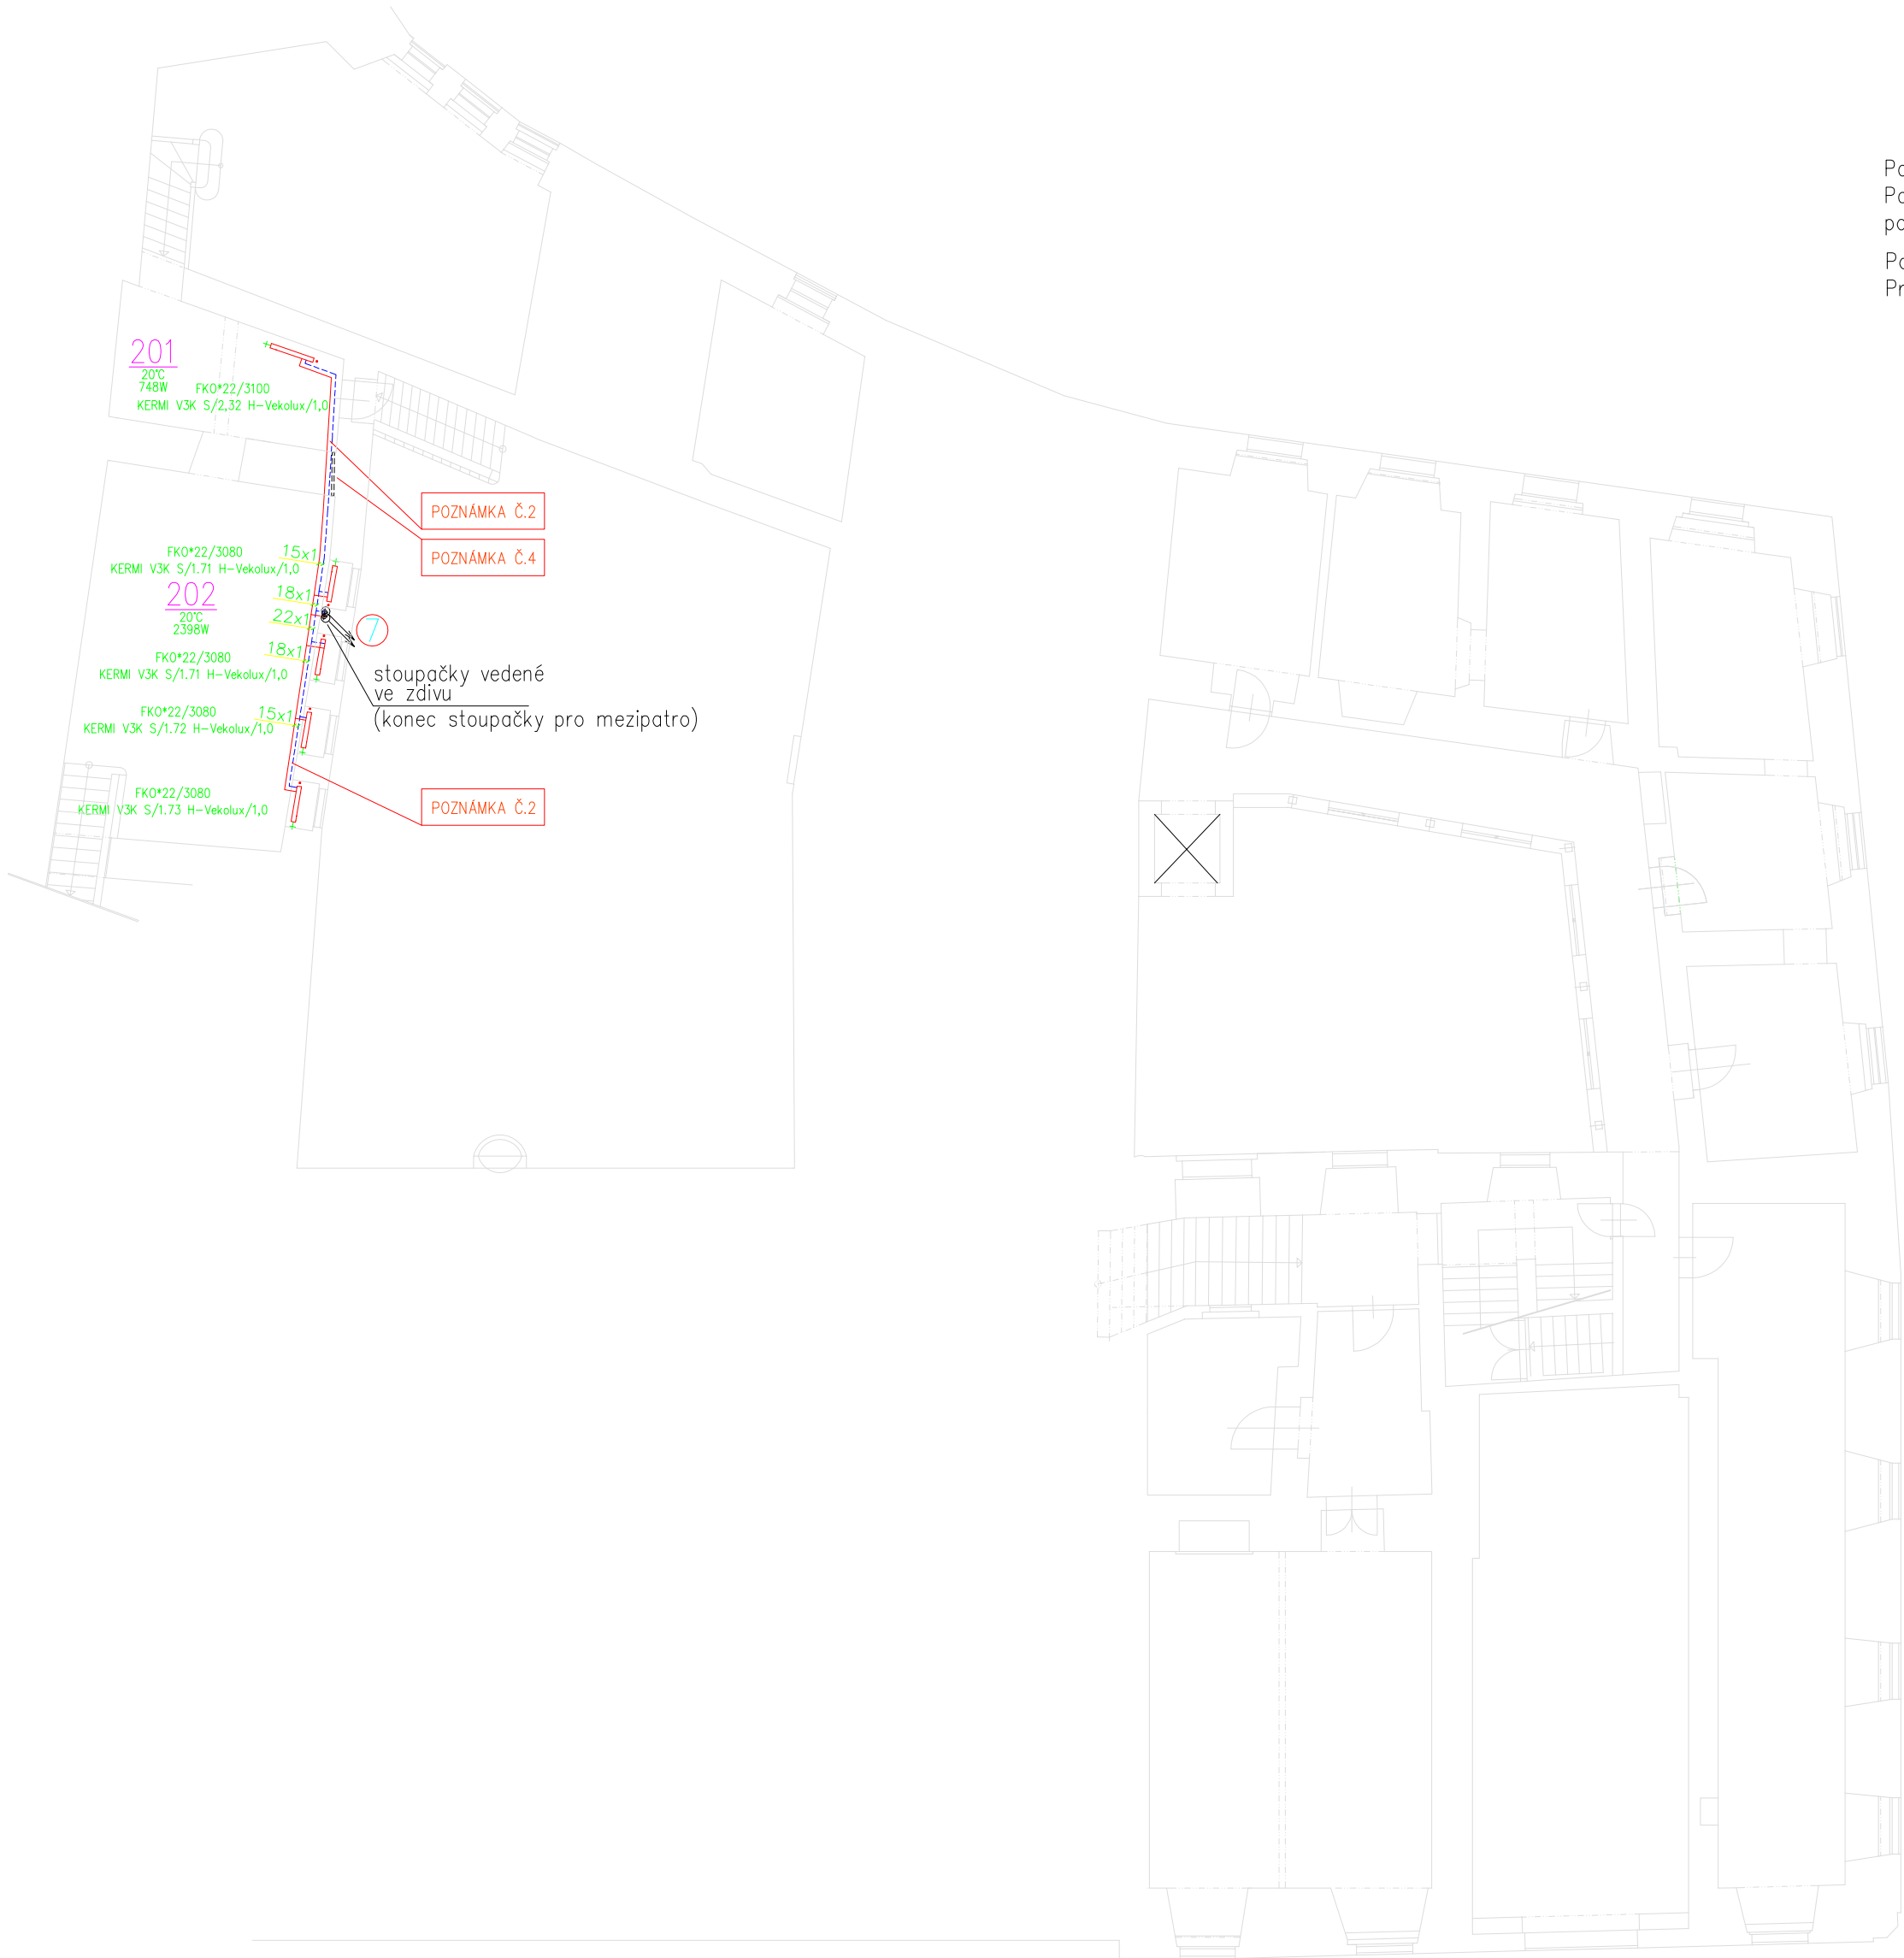 201
20°C
748W
FKO*22/3100
KERMI V3K S/2,32 H-Vekolux/1,0
POZNÁMKA Č.2
POZNÁMKA Č.4
FKO*22/3080
KERMI V3K S/1.71 H-Vekolux/1,0
15x1
202
20°C
2398W
18x1
22x1
7
18x1
FKO*22/3080
KERMI V3K S/1.71 H-Vekolux/1,0
stoupačky vedené
ve zdivu
(konec stoupačky pro mezipatro)
FKO*22/3080
KERMI V3K S/1.72 H-Vekolux/1,0
15x1
FKO*22/3080
KERMI V3K S/1.73 H-Vekolux/1,0
POZNÁMKA Č.2